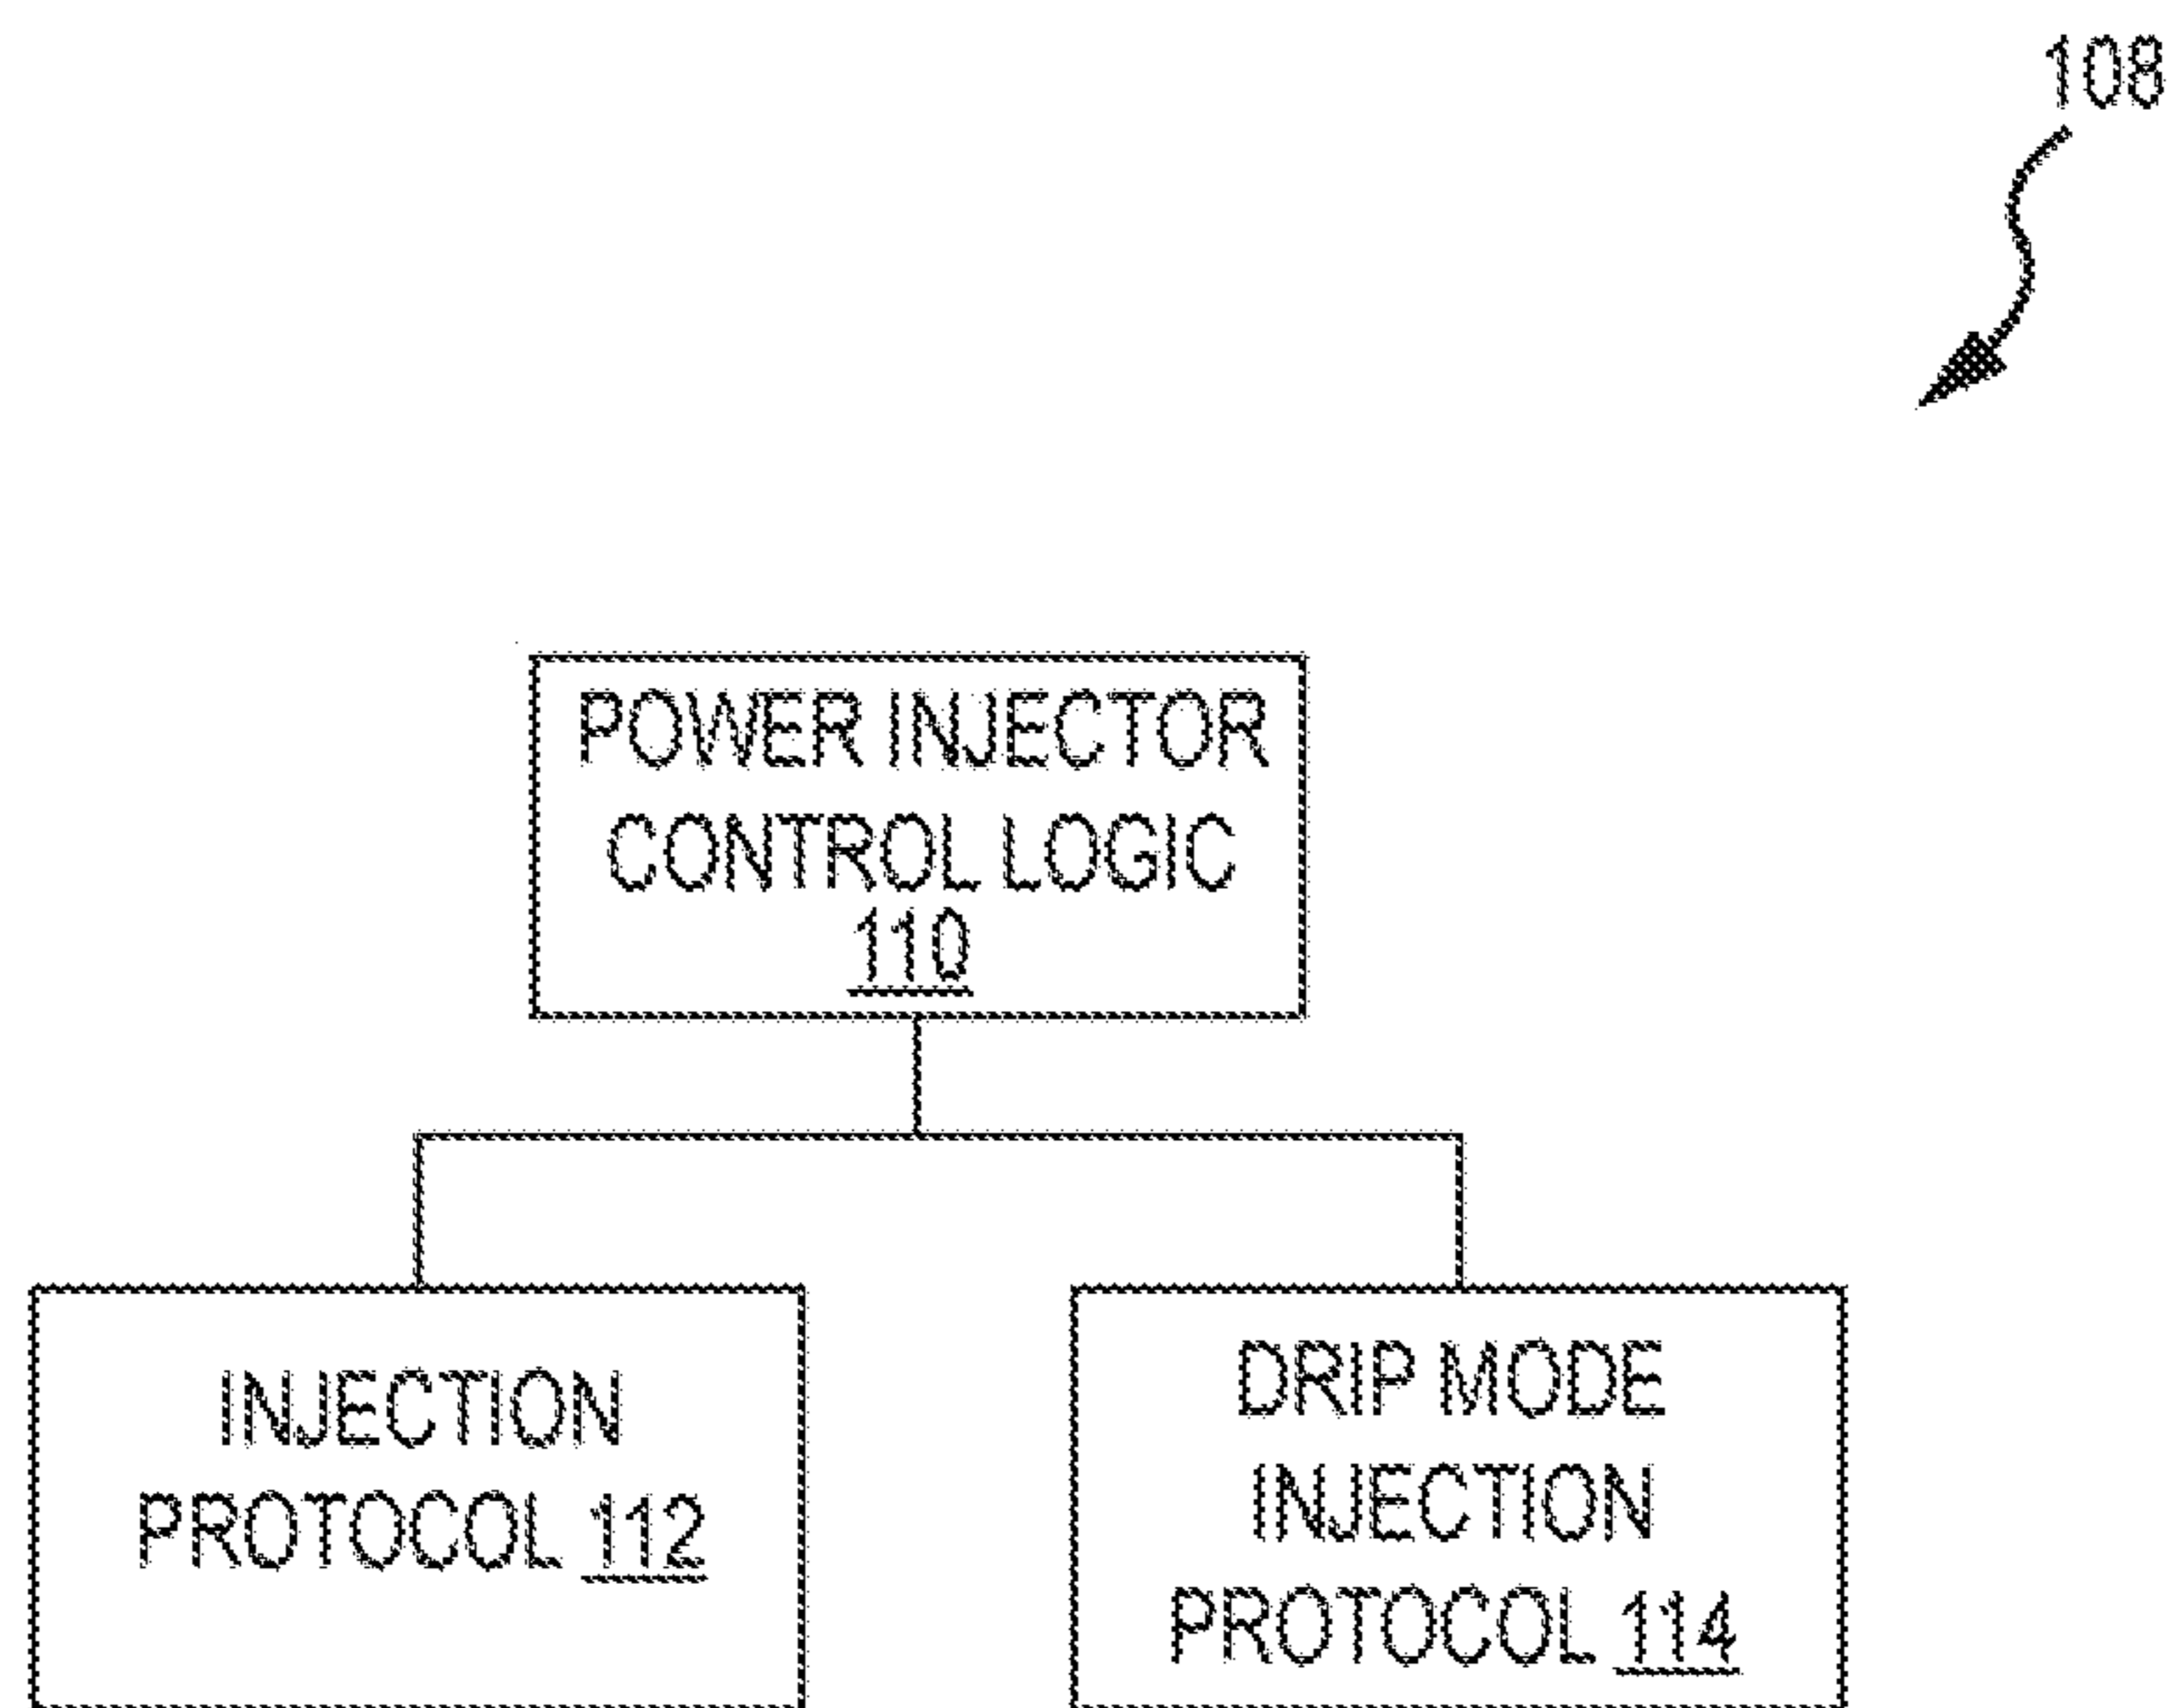 108
POWER INJECTOR
CONTROL LOGIC
110
INJECTION
PROTOCOL 112
DRIP MODE
INJECTION
PROTOCOL 114